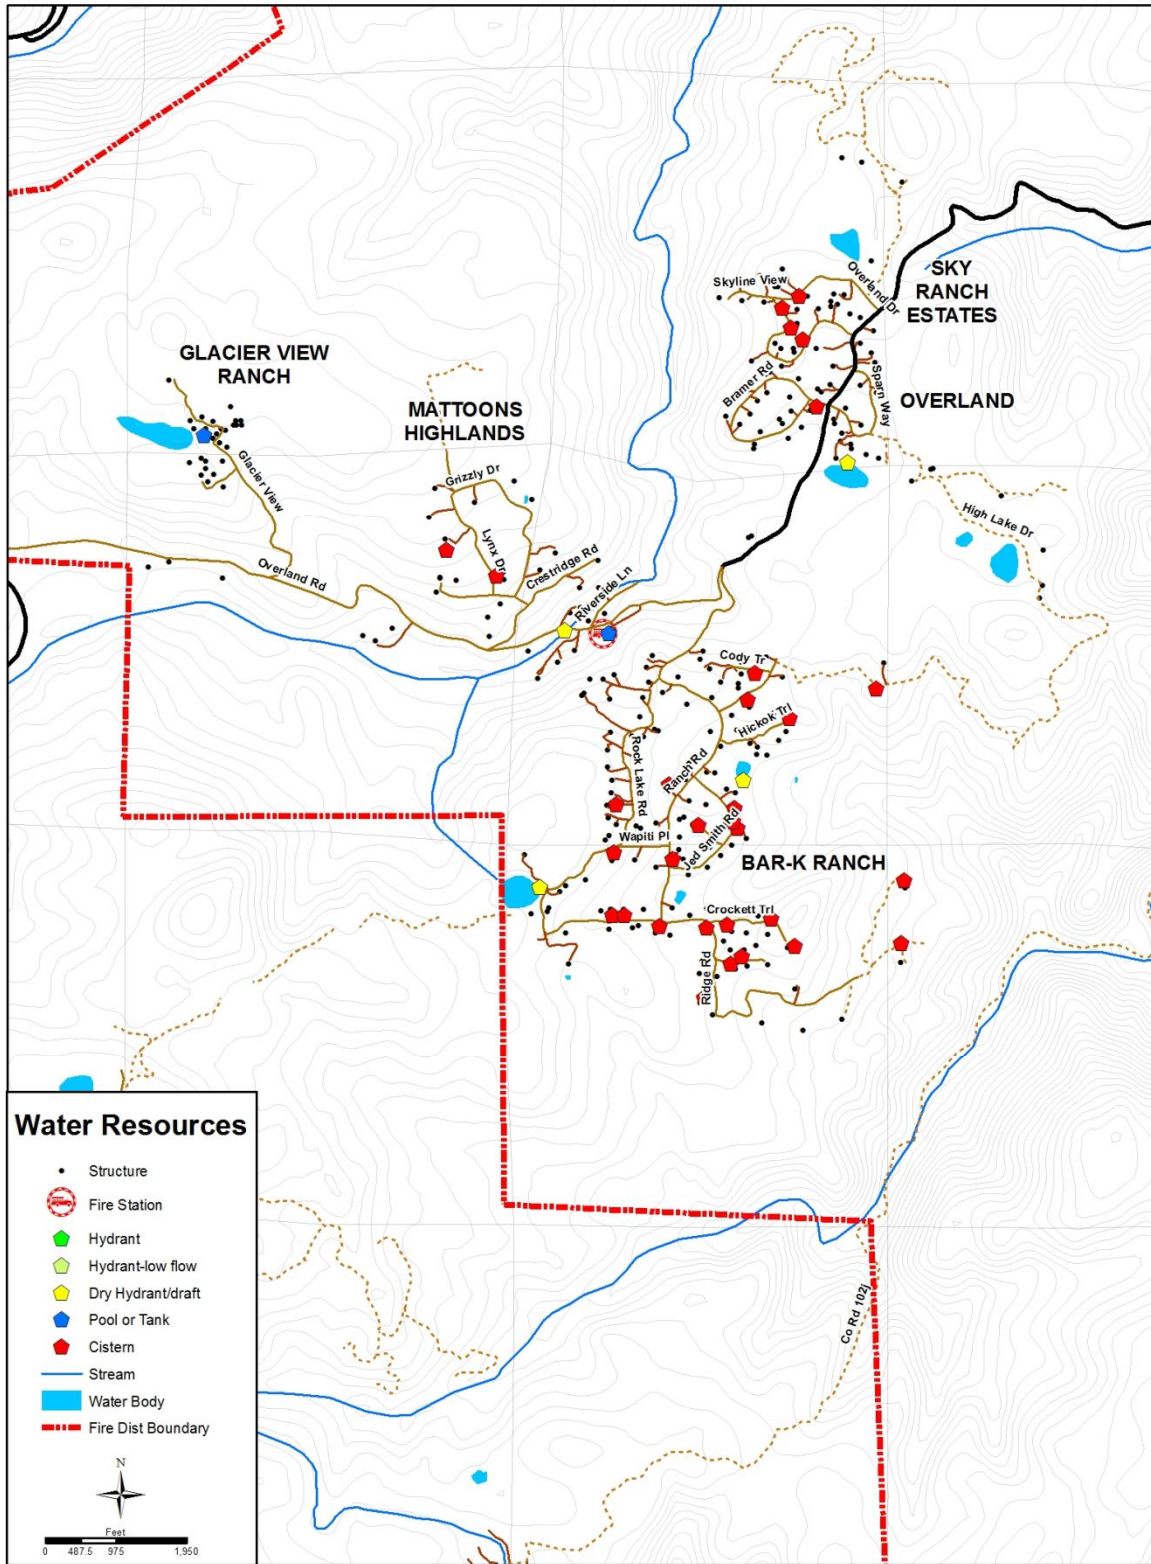 Skyline View
Overland Dr
SKY
RANCH
ESTATES
GLACIER VIEW
RANCH
MATTOONS
HIGHLANDS
Bramer Rd
Sparn Way
OVERLAND
Glacier View
Grizzly Dr
Lynx Dr
High Lake Dr
Overland Rd
Crestridge Rd
Riverside Ln
Cody Tr
Hickok Trl
Rock Lake Rd
Ranch Rd
Wapiti Pl
Jed Smith Rd
BAR-K RANCH
Crockett Trl
Ridge Rd
Co Rd 102j
Water Resources
Structure
Fire Station
Hydrant
Hydrant-low flow
Dry Hydrant/draft
Pool or Tank
Cistern
Stream
Water Body
Fire Dist Boundary
N
Feet
0 487.5 975 1,950